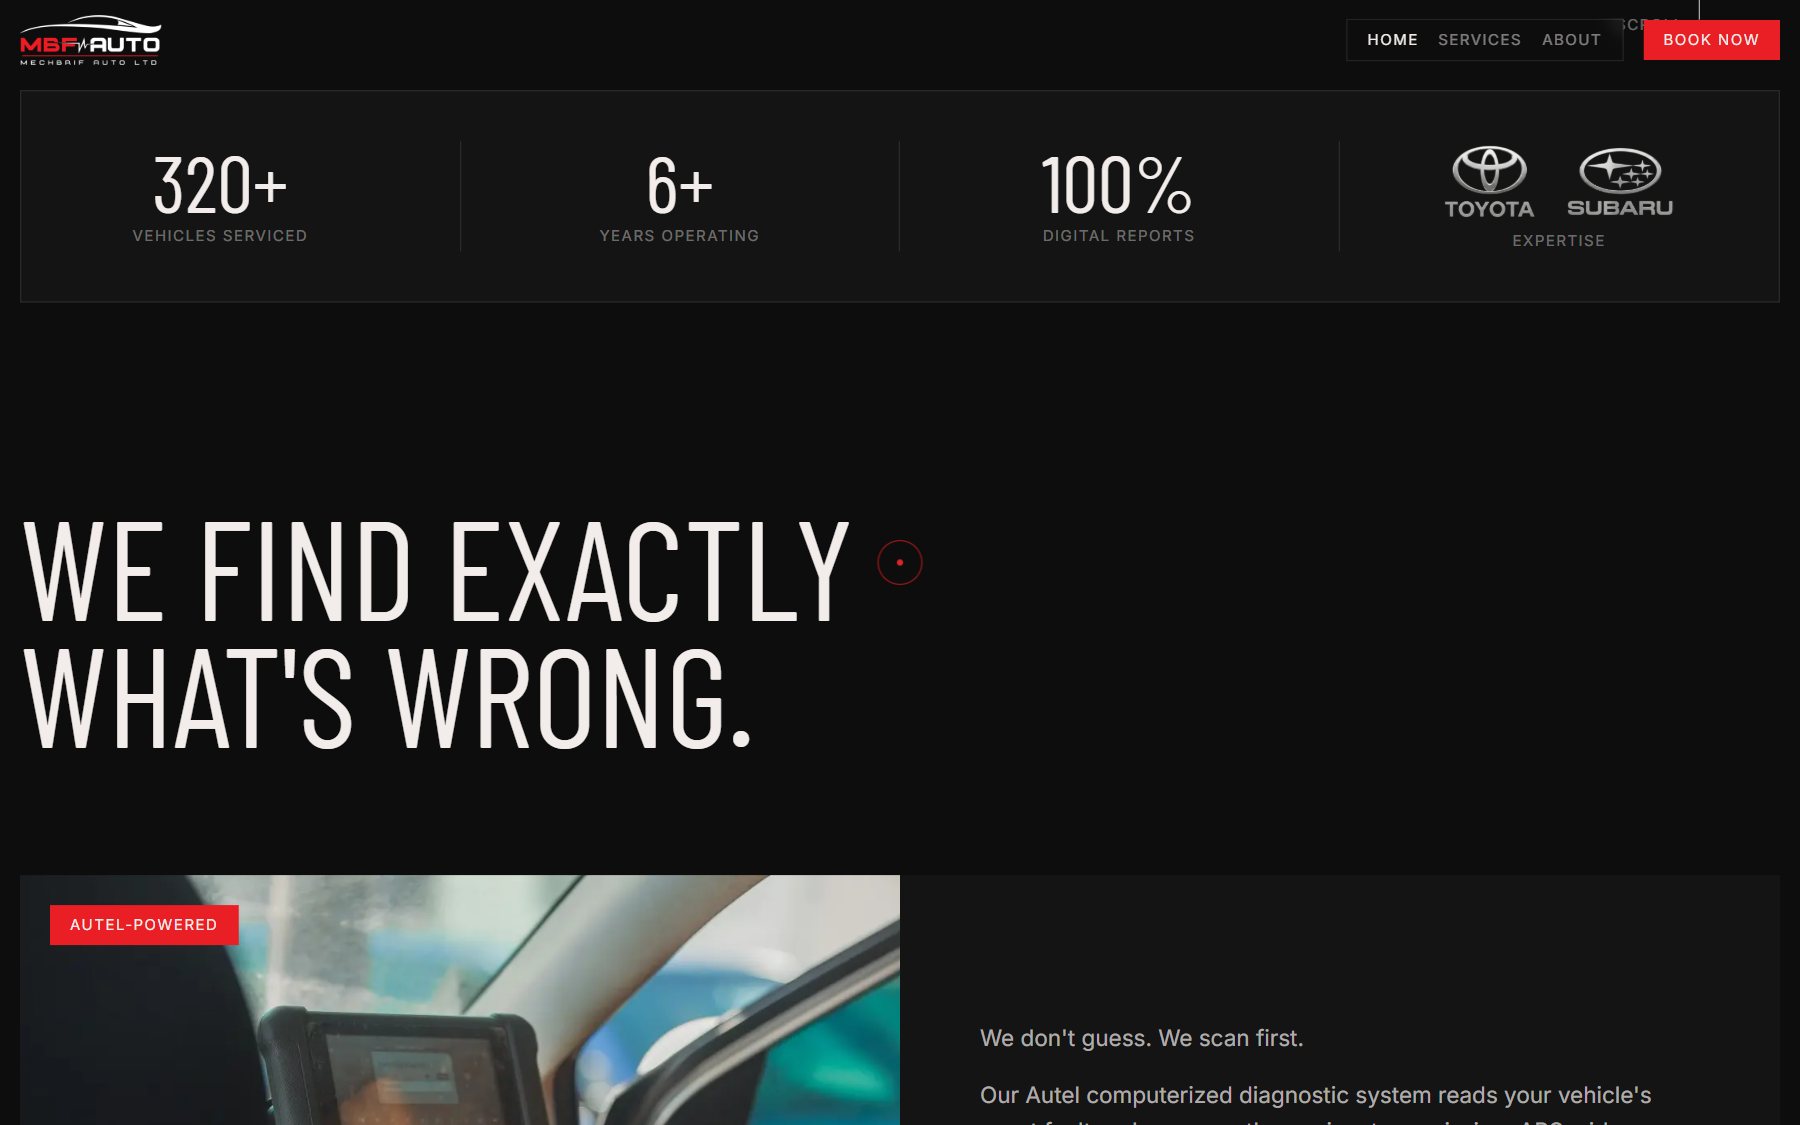 MBF AUTO
MECHBRIF AUTO LTD
HOME SERVICES ABOUT
BOOK NOW
320+
VEHICLES SERVICED
6+
YEARS OPERATING
100%
DIGITAL REPORTS
TOYOTA SUBARU
EXPERTISE
WE FIND EXACTLY
WHAT'S WRONG.
AUTEL-POWERED
We don't guess. We scan first.
Our Autel computerized diagnostic system reads your vehicle's